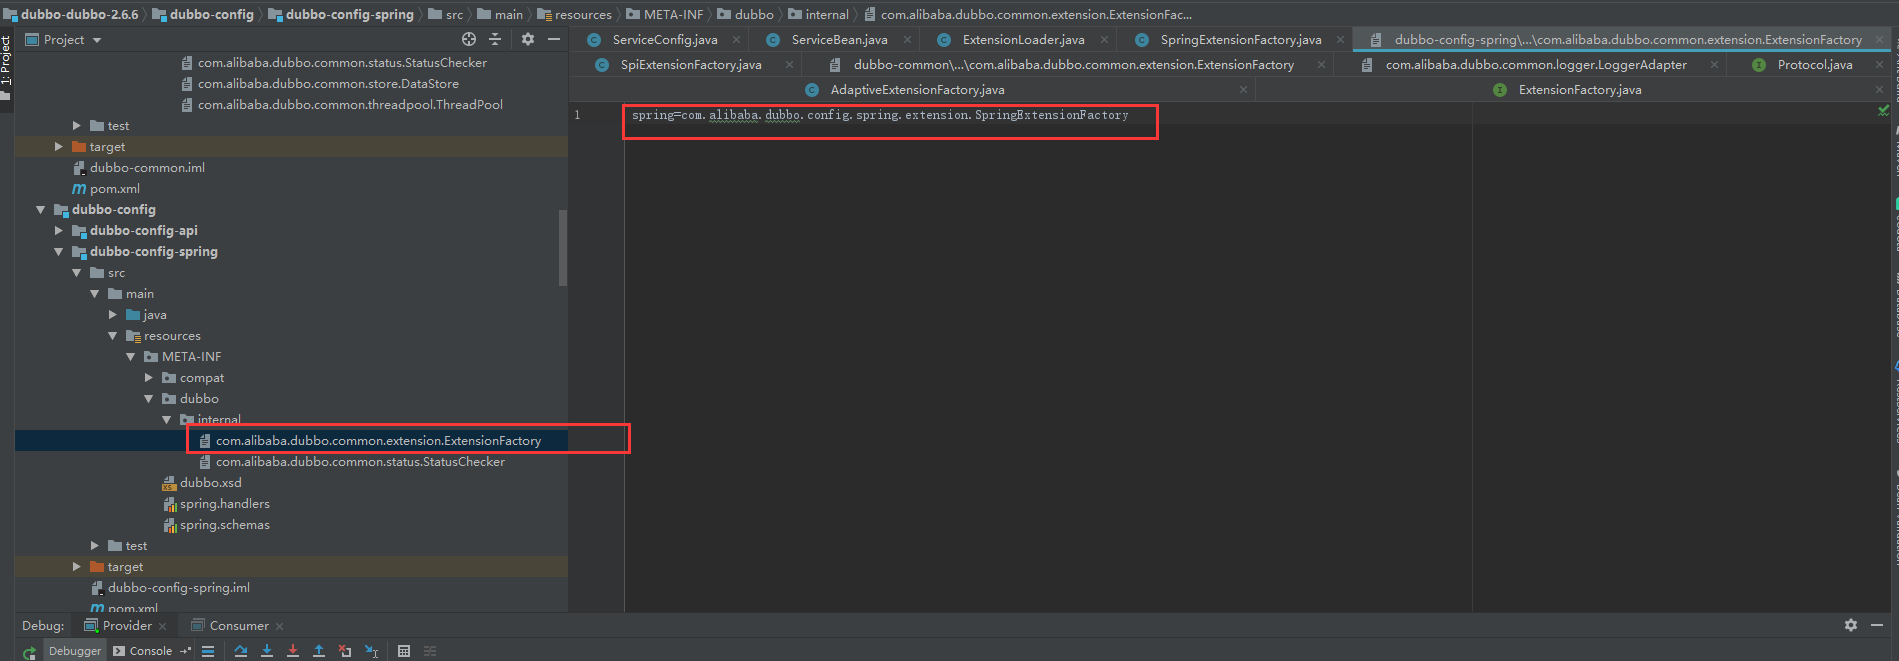 dubbo-dubbo-2.6.6 dubbo-config dubbo-config-spring src main resources META-INF dubbo internal com.alibaba.dubbo.common.extension.ExtensionFac...
1: Project
Project
ServiceConfig.java ServiceBean.java ExtensionLoader.java SpringExtensionFactory.java dubbo-config-spring\...\com.alibaba.dubbo.common.extension.ExtensionFactory
SpiExtensionFactory.java dubbo-common\...\com.alibaba.dubbo.common.extension.ExtensionFactory com.alibaba.dubbo.common.logger.LoggerAdapter Protocol.java
AdaptiveExtensionFactory.java ExtensionFactory.java
1 spring=com.alibaba.dubbo.config.spring.extension.SpringExtensionFactory
com.alibaba.dubbo.common.status.StatusChecker
com.alibaba.dubbo.common.store.DataStore
com.alibaba.dubbo.common.threadpool.ThreadPool
test
target
dubbo-common.iml
pom.xml
dubbo-config
dubbo-config-api
dubbo-config-spring
src
main
java
resources
META-INF
compat
dubbo
internal
com.alibaba.dubbo.common.extension.ExtensionFactory
com.alibaba.dubbo.common.status.StatusChecker
dubbo.xsd
spring.handlers
spring.schemas
test
target
dubbo-config-spring.iml
pom.xml
Debug: Provider Consumer
Debugger Console